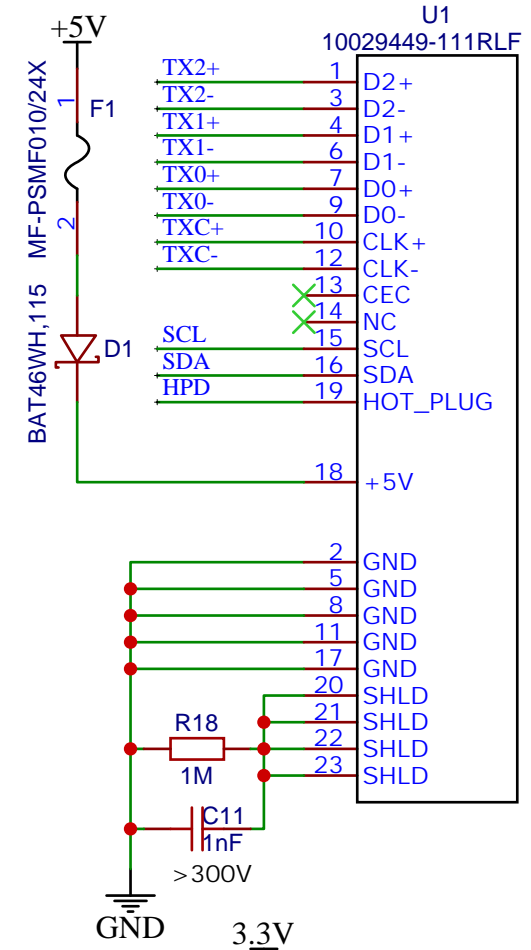 U1
10029449-111RLF
+5V
1
F1
2
MF-PSMF010/24X
BAT46WH,115
D1
TX2+ 1 D2+
TX2- 3 D2-
TX1+ 4 D1+
TX1- 6 D1-
TX0+ 7 D0+
TX0- 9 D0-
TXC+ 10 CLK+
TXC- 12 CLK-
13 CEC
14 NC
SCL 15 SCL
SDA 16 SDA
HPD 19 HOT_PLUG
18 +5V
2 GND
5 GND
8 GND
11 GND
17 GND
20 SHLD
21 SHLD
22 SHLD
23 SHLD
R18
1M
C11
1nF
>300V
GND
3.3V